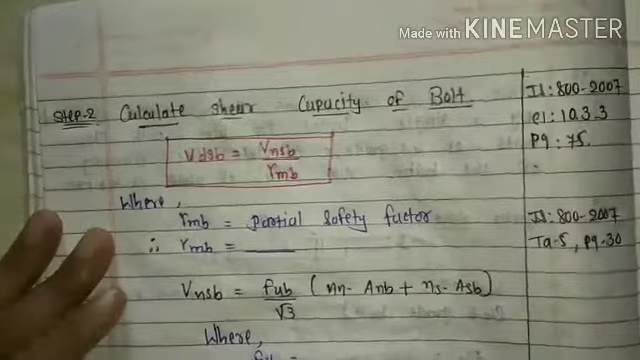 Made with KINEMASTER
Step-2 Calculate shear Capacity of Bolt
IS:800-2007
cl: 10.3.3
Pg: 75.
Vdsb = Vnsb / γmb
Where,
γmb = partial safety factor
IS:800-2007
∴ γmb = ____
Ta-5, pg-30
Vnsb = fub / √3 ( nn. Anb + ns. Asb )
Where,